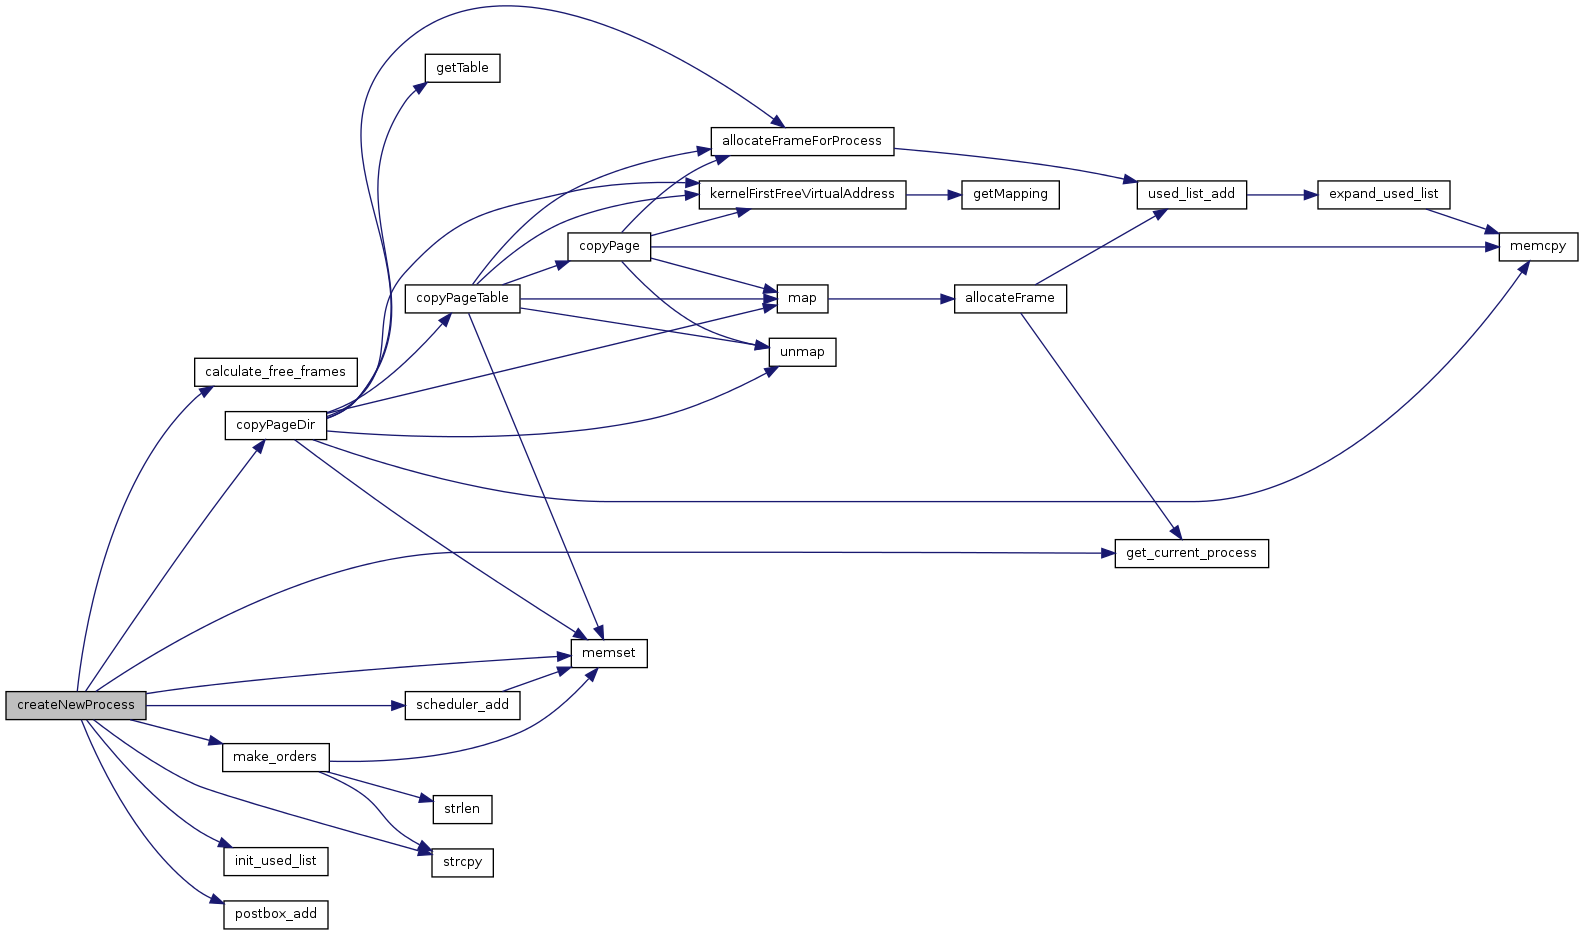 getTable
allocateFrameForProcess
kernelFirstFreeVirtualAddress
getMapping
used_list_add
expand_used_list
copyPage
memcpy
copyPageTable
map
allocateFrame
unmap
calculate_free_frames
copyPageDir
get_current_process
memset
createNewProcess
scheduler_add
make_orders
strlen
init_used_list
strcpy
postbox_add